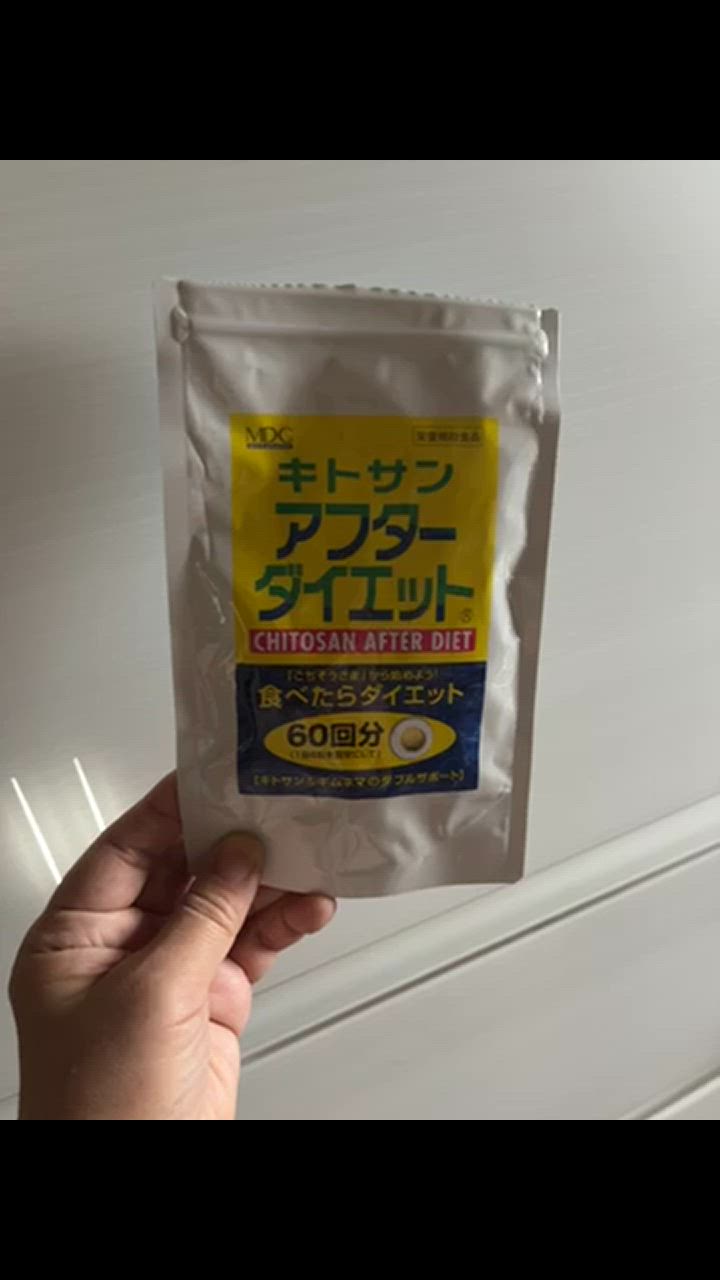 MDC
栄養補助食品
キトサン
アフター
ダイエット®
CHITOSAN AFTER DIET
「ごちそうさま」から始めよう!
食べたらダイエット
60回分
【キトサン&ギムネマのダブルサポート】